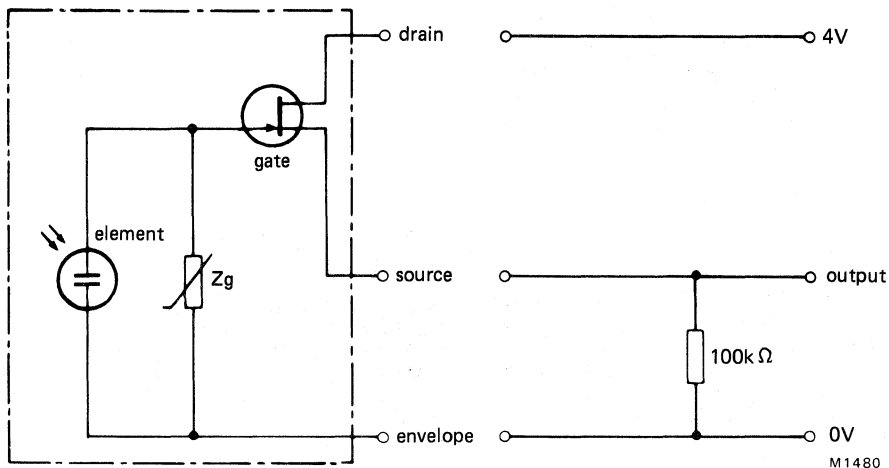 drain
4V
gate
element
Zg
source
output
100kΩ
envelope
0V
M1480